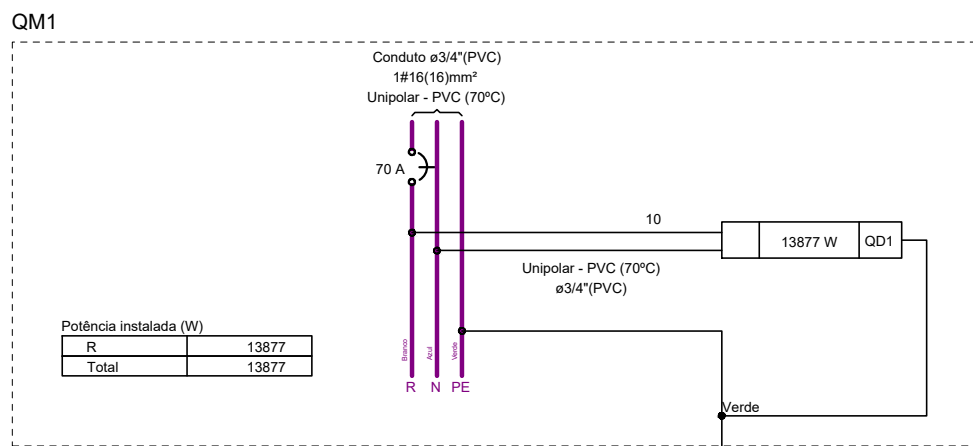 QM1
Conduto ø3/4"(PVC)
1#16(16)mm²
Unipolar - PVC (70ºC)
70 A
10
13877 W QD1
Unipolar - PVC (70ºC)
ø3/4"(PVC)
Potência instalada (W)
R 13877
Total 13877
Branco Azul Verde
R N PE
Verde